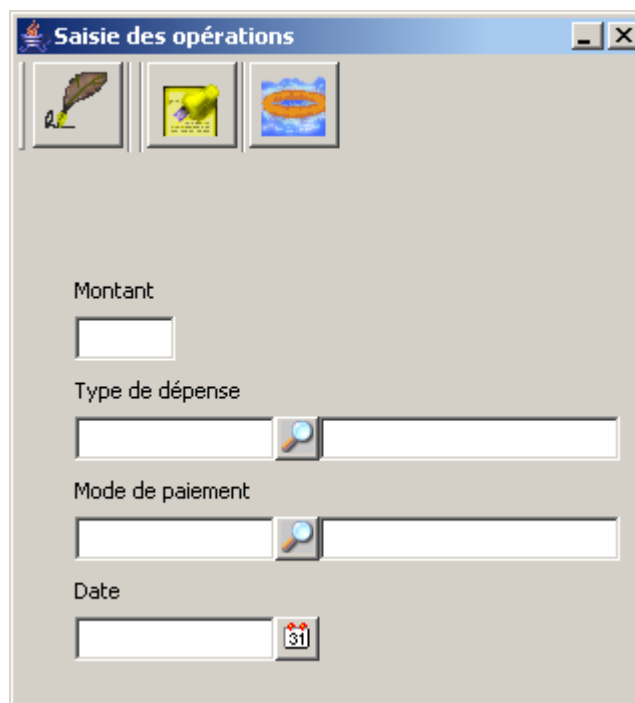 Saisie des opérations
Montant
Type de dépense
Mode de paiement
Date
31